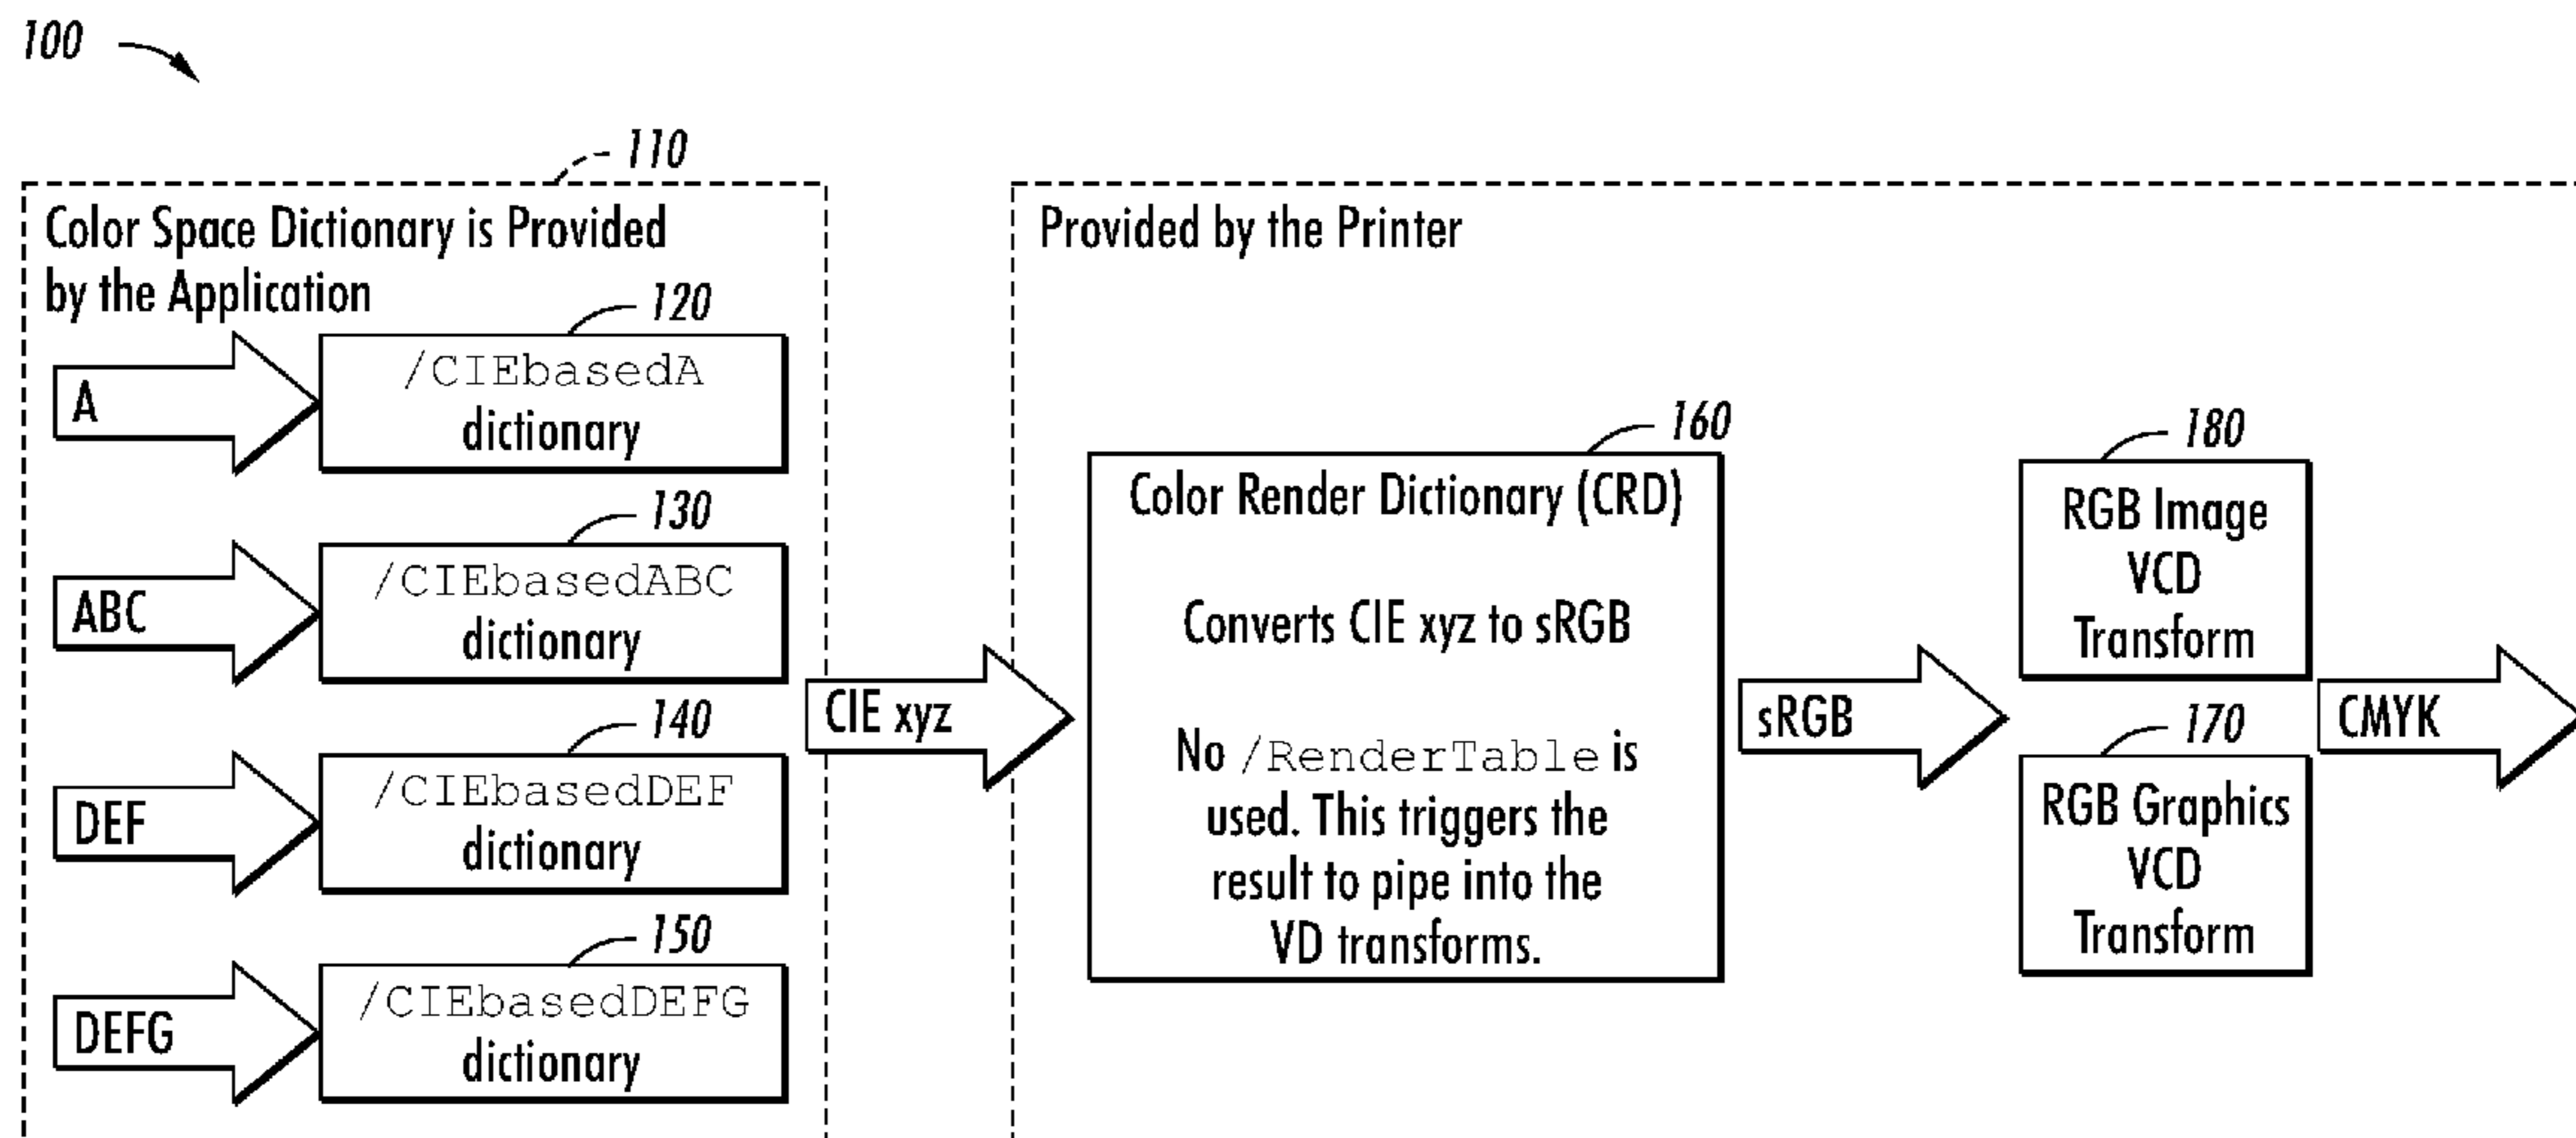 100
110
Color Space Dictionary is Provided
by the Application
120
A
/CIEbasedA
dictionary
130
ABC
/CIEbasedABC
dictionary
140
DEF
/CIEbasedDEF
dictionary
150
DEFG
/CIEbasedDEFG
dictionary
CIE xyz
Provided by the Printer
160
Color Render Dictionary (CRD)
Converts CIE xyz to sRGB
No /RenderTable is
used. This triggers the
result to pipe into the
VD transforms.
sRGB
180
RGB Image
VCD
Transform
170
RGB Graphics
VCD
Transform
CMYK